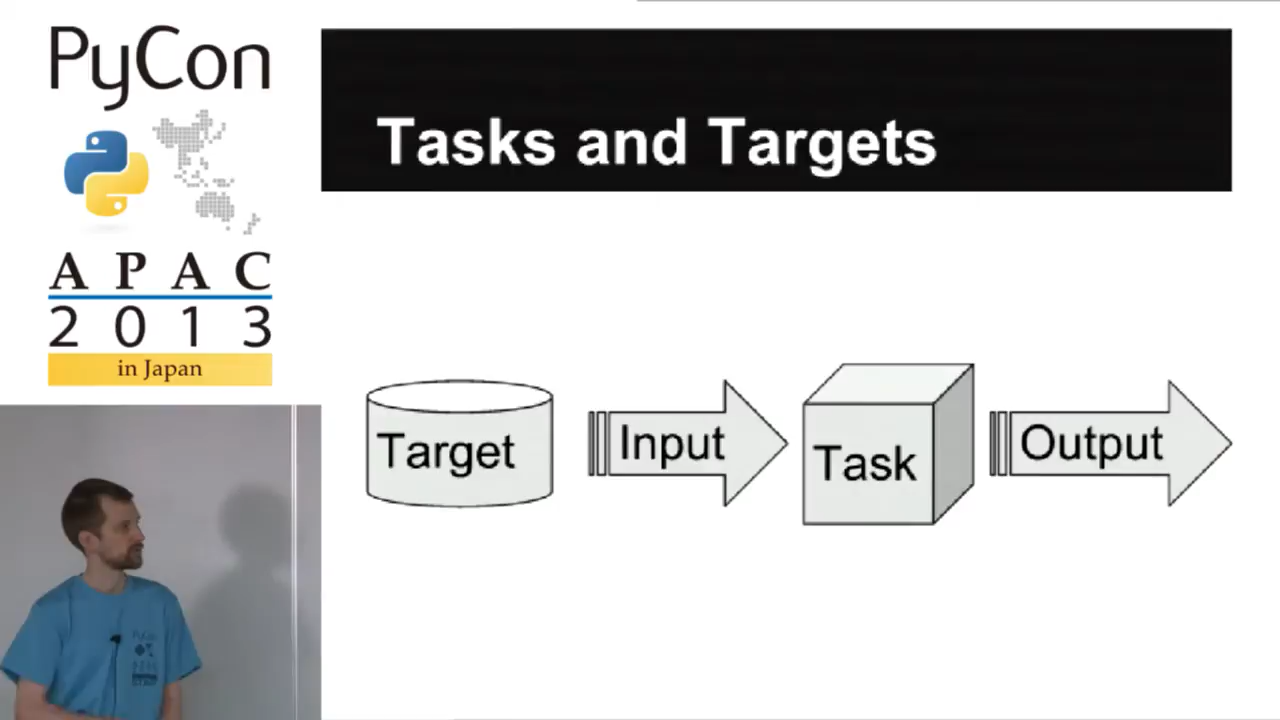 PyCon
APAC
2013
in Japan
Tasks and Targets
Target
Input
Task
Output